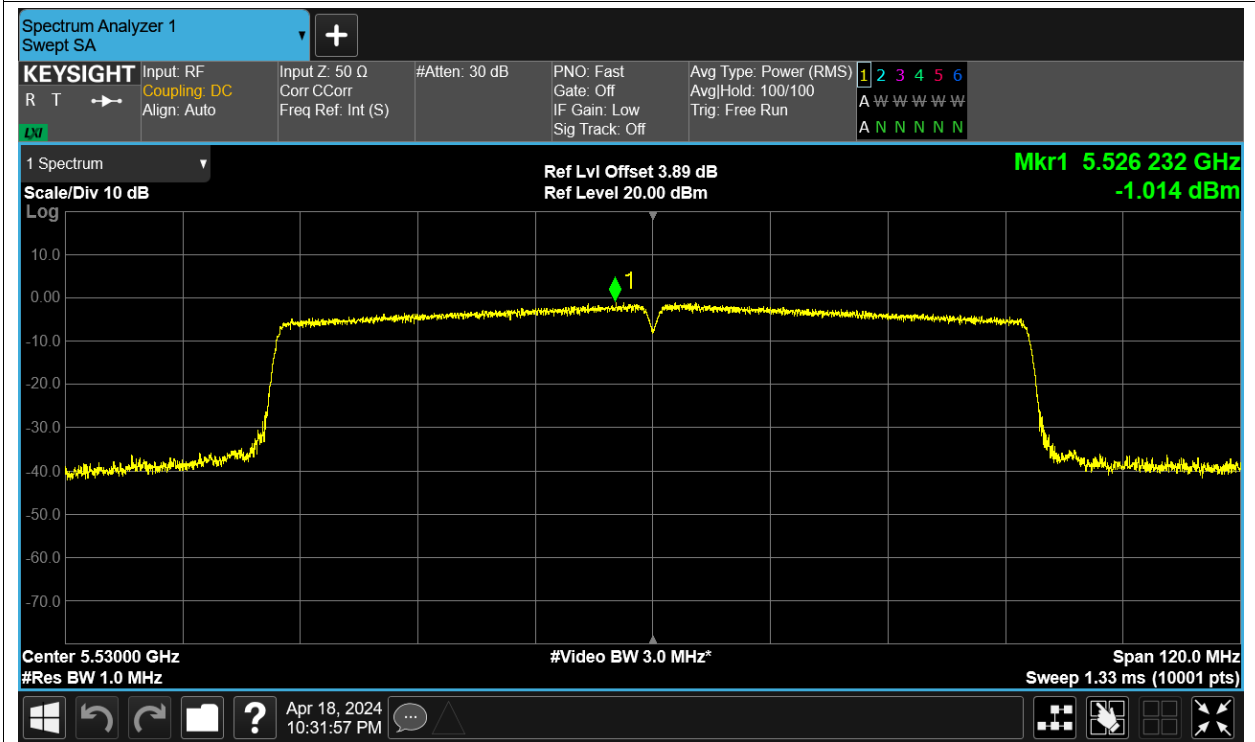 Spectrum Analyzer 1
Swept SA
+
KEYSIGHT
R T
LXI
Input: RF
Coupling: DC
Align: Auto
Input Z: 50 Ω
Corr CCorr
Freq Ref: Int (S)
#Atten: 30 dB
PNO: Fast
Gate: Off
IF Gain: Low
Sig Track: Off
Avg Type: Power (RMS)
Avg|Hold: 100/100
Trig: Free Run
1 2 3 4 5 6
A W W W W W
A N N N N N
1 Spectrum
Scale/Div 10 dB
Log
Ref Lvl Offset 3.89 dB
Ref Level 20.00 dBm
Mkr1 5.526 232 GHz
-1.014 dBm
10.0
0.00
-10.0
-20.0
-30.0
-40.0
-50.0
-60.0
-70.0
1
Center 5.53000 GHz
#Res BW 1.0 MHz
#Video BW 3.0 MHz*
Span 120.0 MHz
Sweep 1.33 ms (10001 pts)
?
Apr 18, 2024
10:31:57 PM